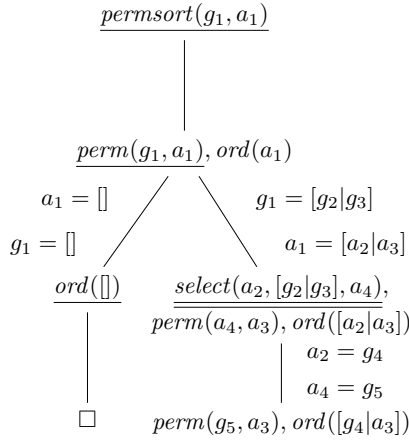 permsort(g₁, a₁)
perm(g₁, a₁), ord(a₁)
a₁ = []
g₁ = [g₂|g₃]
g₁ = []
a₁ = [a₂|a₃]
ord([])
select(a₂, [g₂|g₃], a₄),
perm(a₄, a₃), ord([a₂|a₃])
a₂ = g₄
a₄ = g₅
□
perm(g₅, a₃), ord([g₄|a₃])